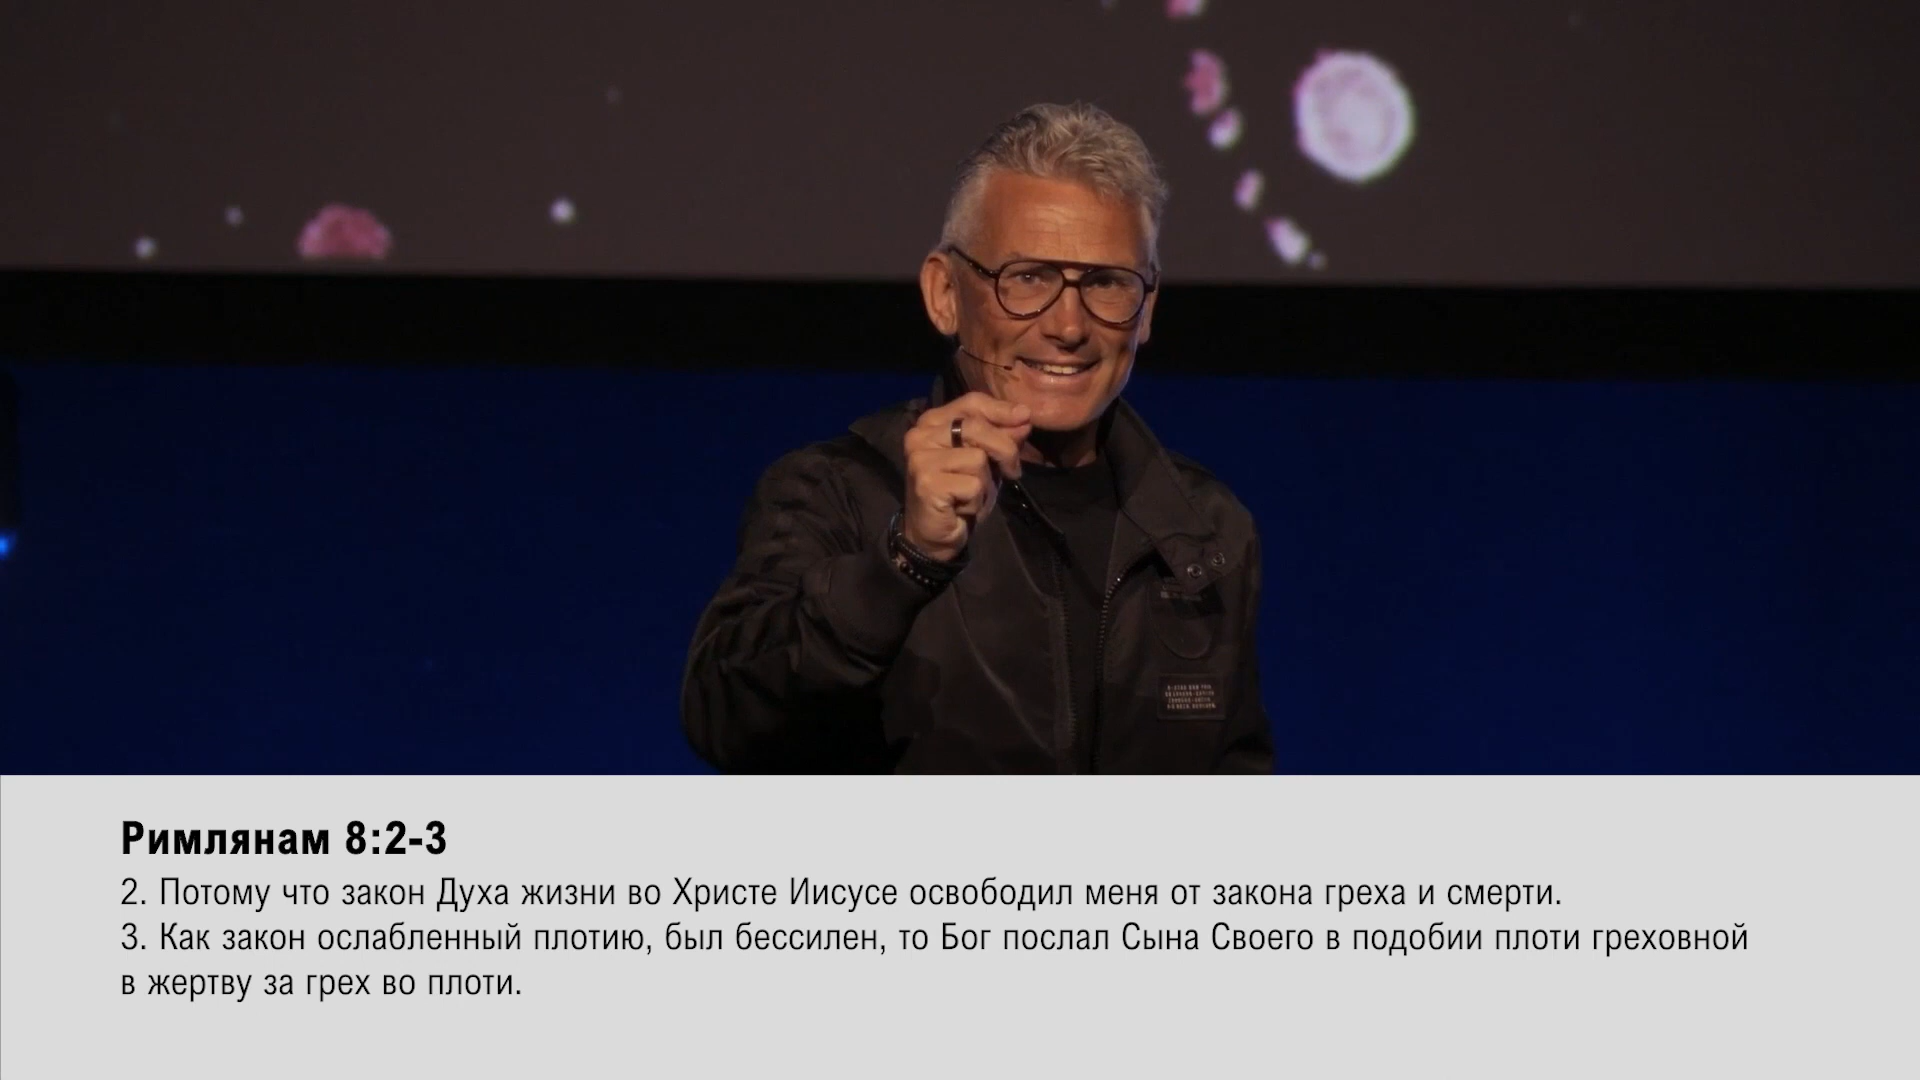 Римлянам 8:2-3
2. Потому что закон Духа жизни во Христе Иисусе освободил меня от закона греха и смерти.
3. Как закон ослабленный плотию, был бессилен, то Бог послал Сына Своего в подобии плоти греховной
в жертву за грех во плоти.